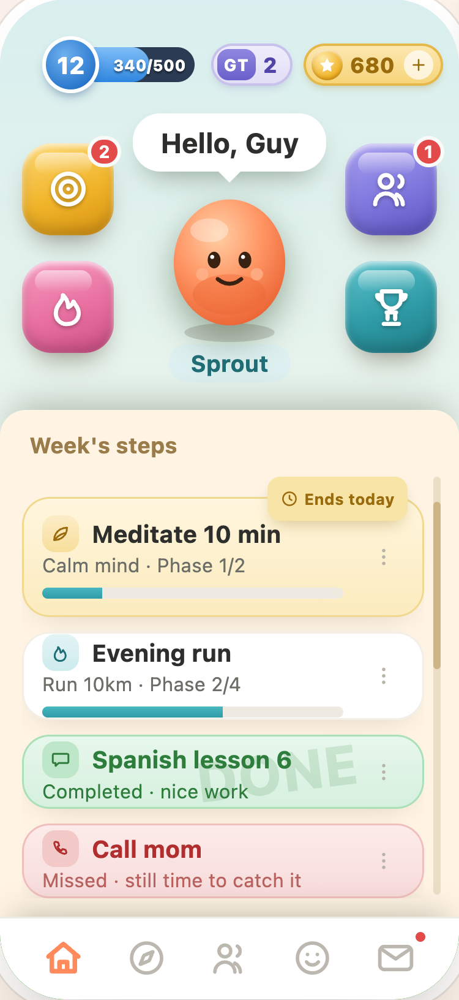 12 340/500 GT 2 680
2
Hello, Guy
1
Sprout
Week's steps
Ends today
Meditate 10 min
Calm mind · Phase 1/2
Evening run
Run 10km · Phase 2/4
Spanish lesson 6
DONE
Completed · nice work
Call mom
Missed · still time to catch it